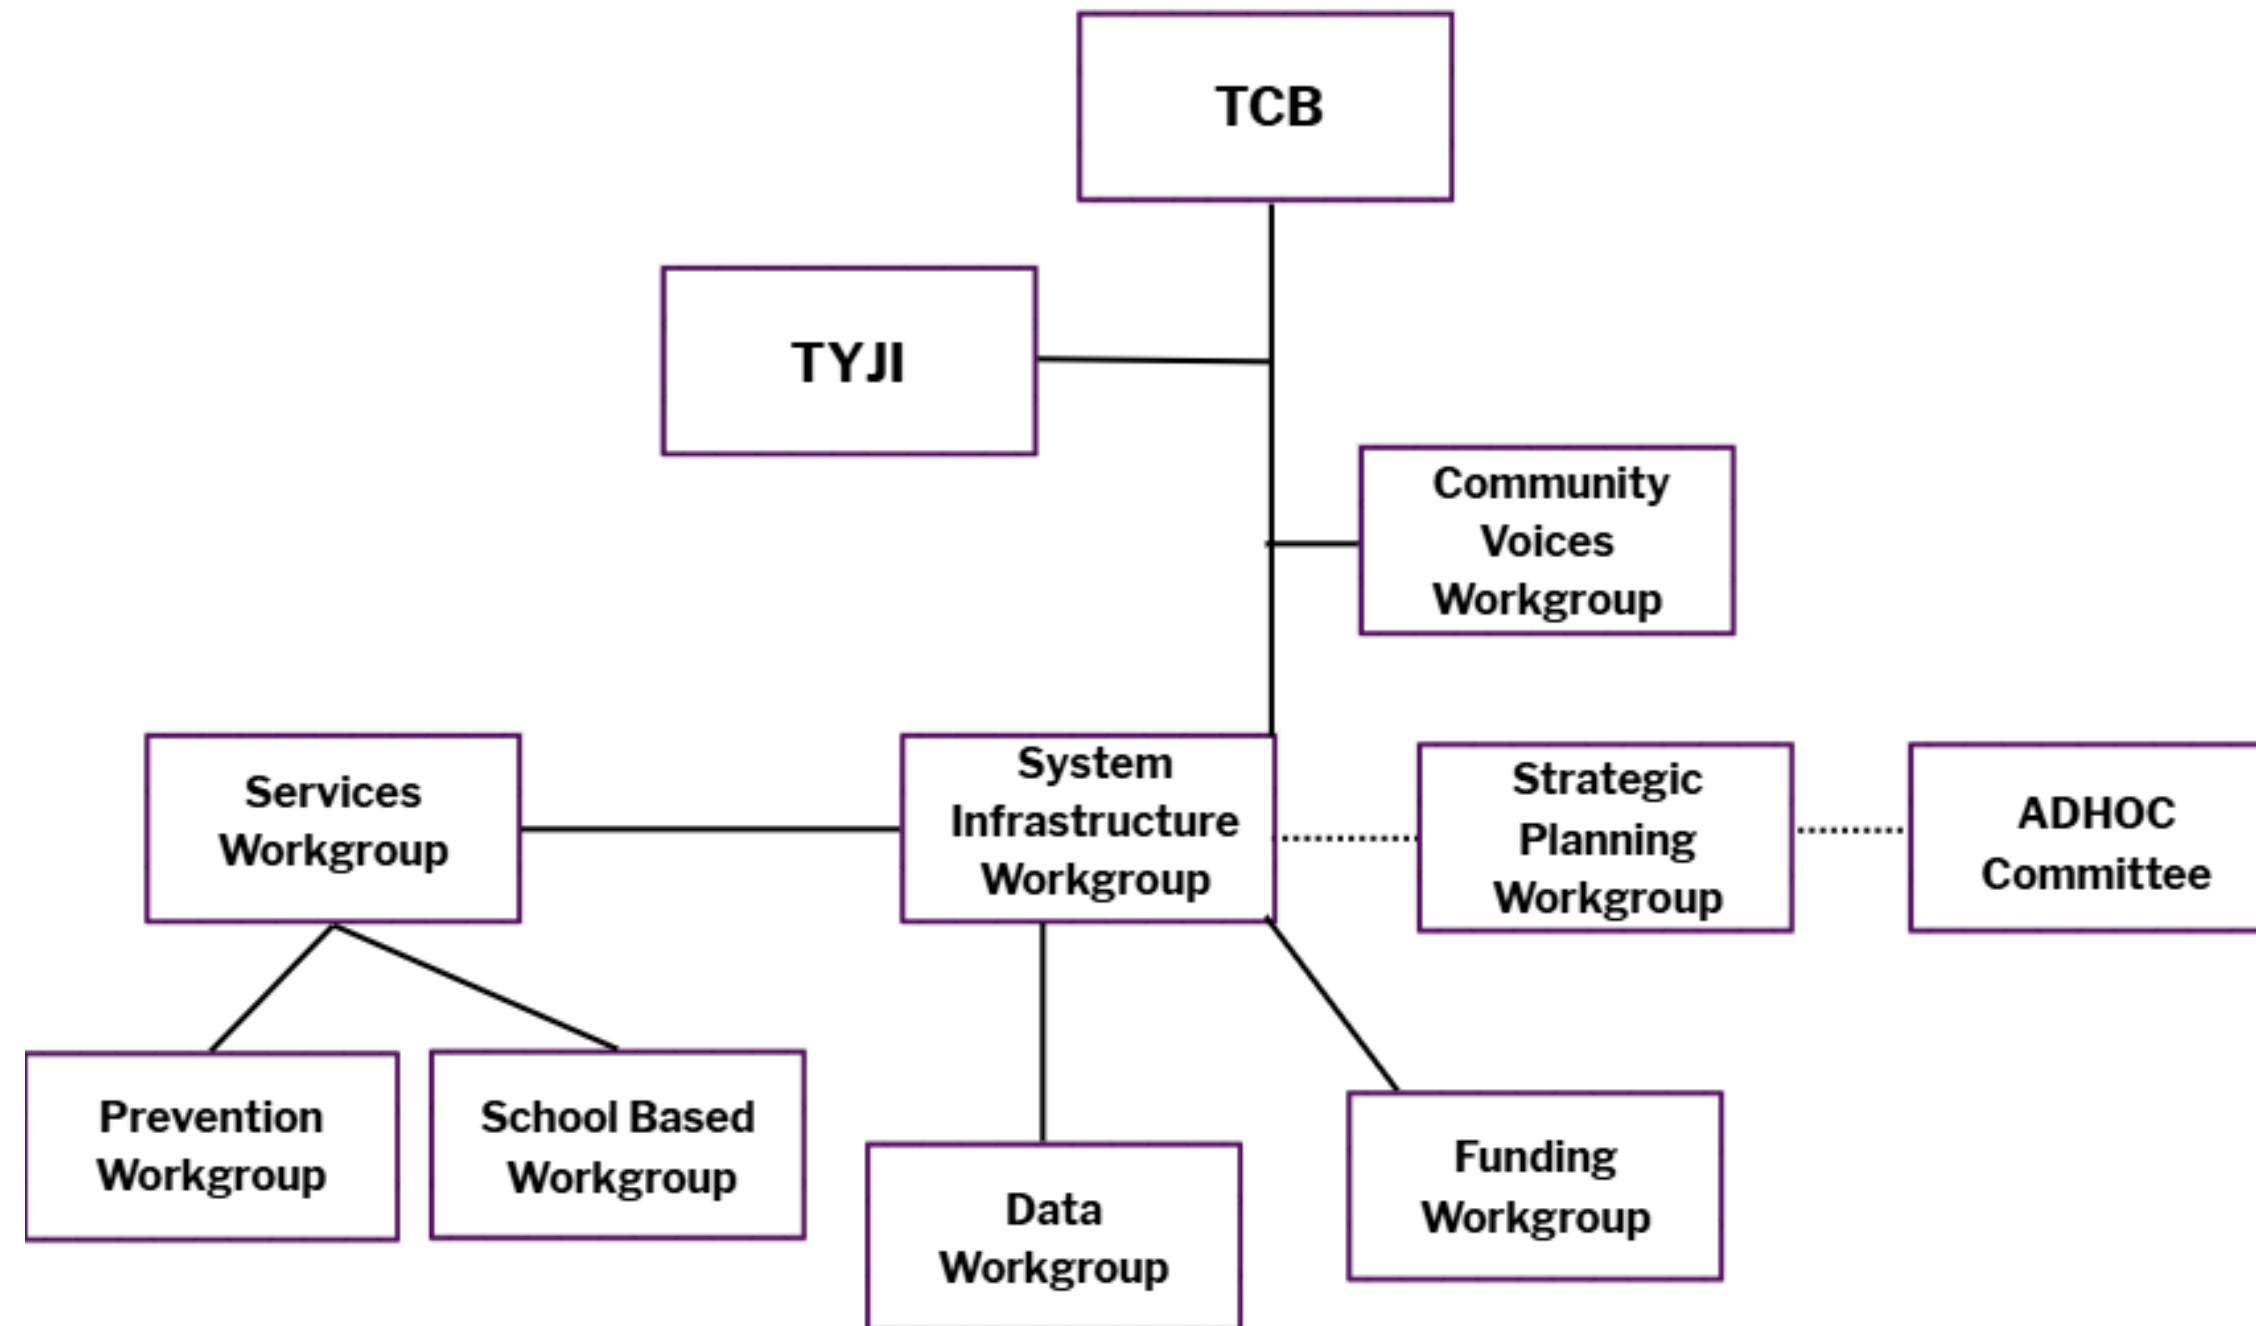 TCB
TYJI
Community
Voices
Workgroup
Services
Workgroup
System
Infrastructure
Workgroup
Strategic
Planning
Workgroup
ADHOC
Committee
Prevention
Workgroup
School Based
Workgroup
Data
Workgroup
Funding
Workgroup